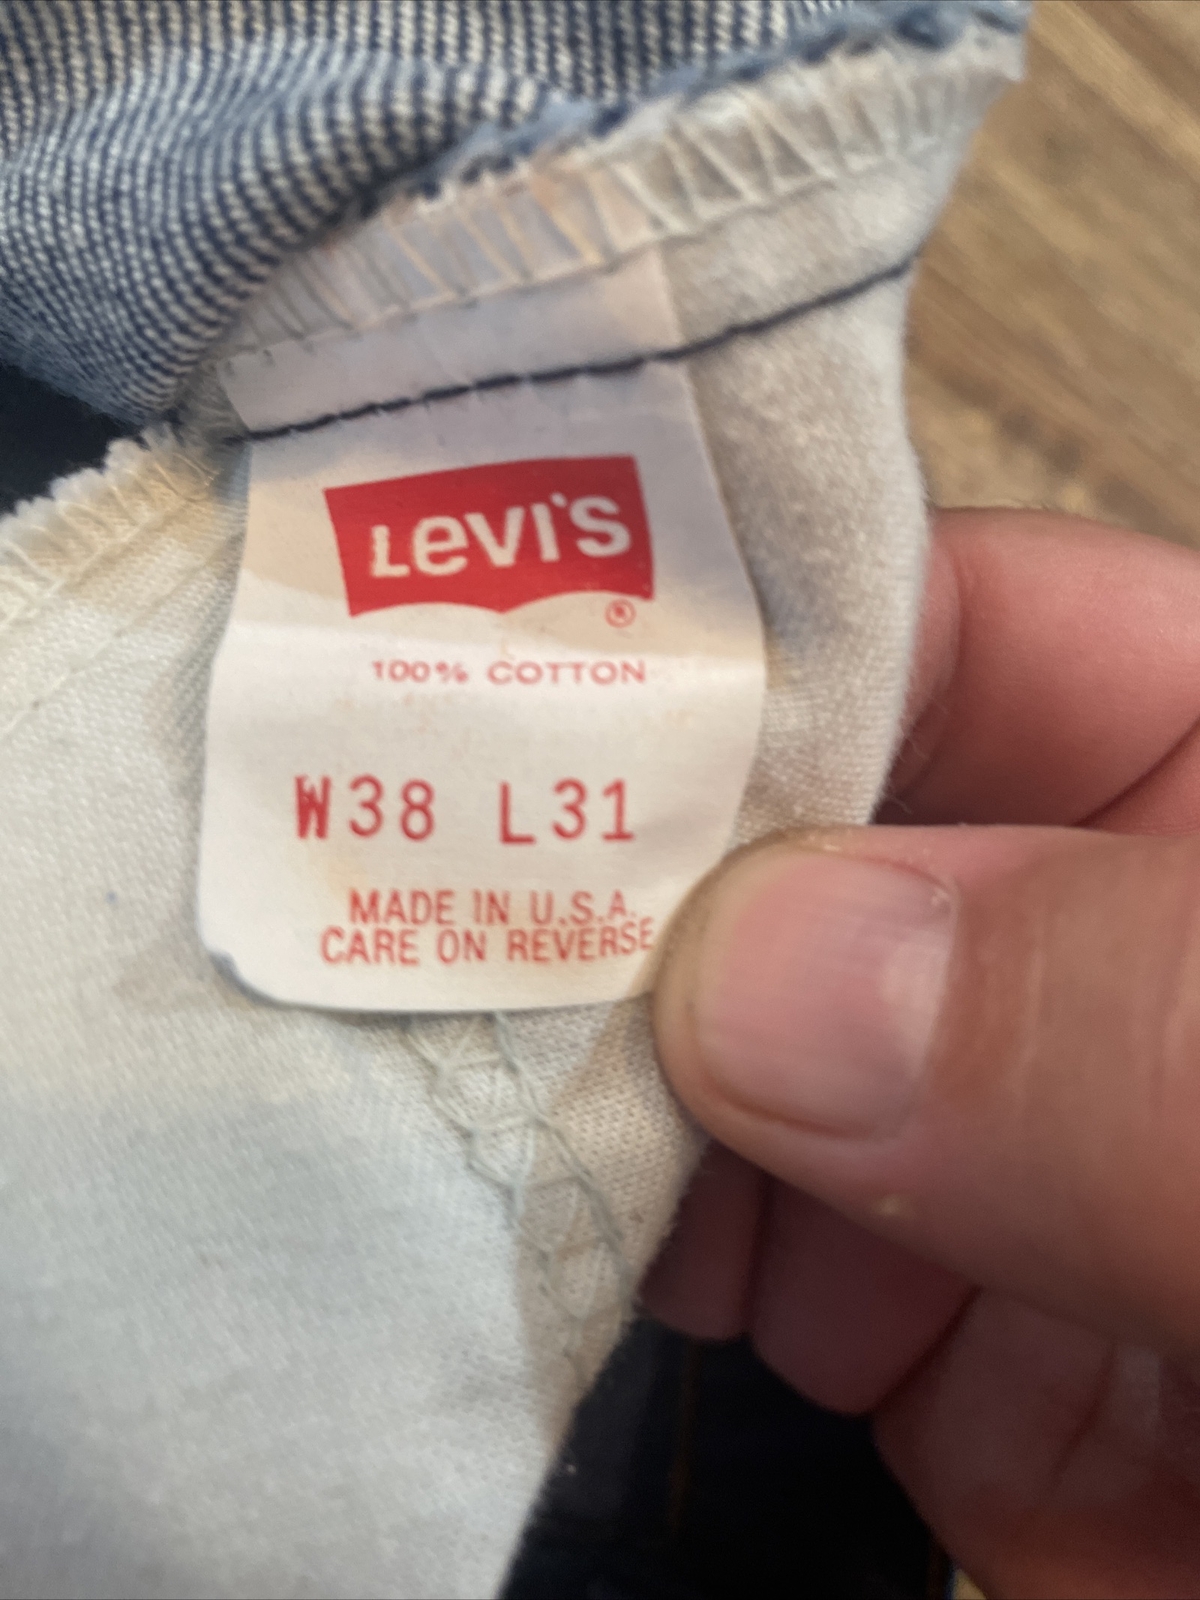 Levi's
®
100% COTTON
W38 L31
MADE IN U.S.A.
CARE ON REVERSE